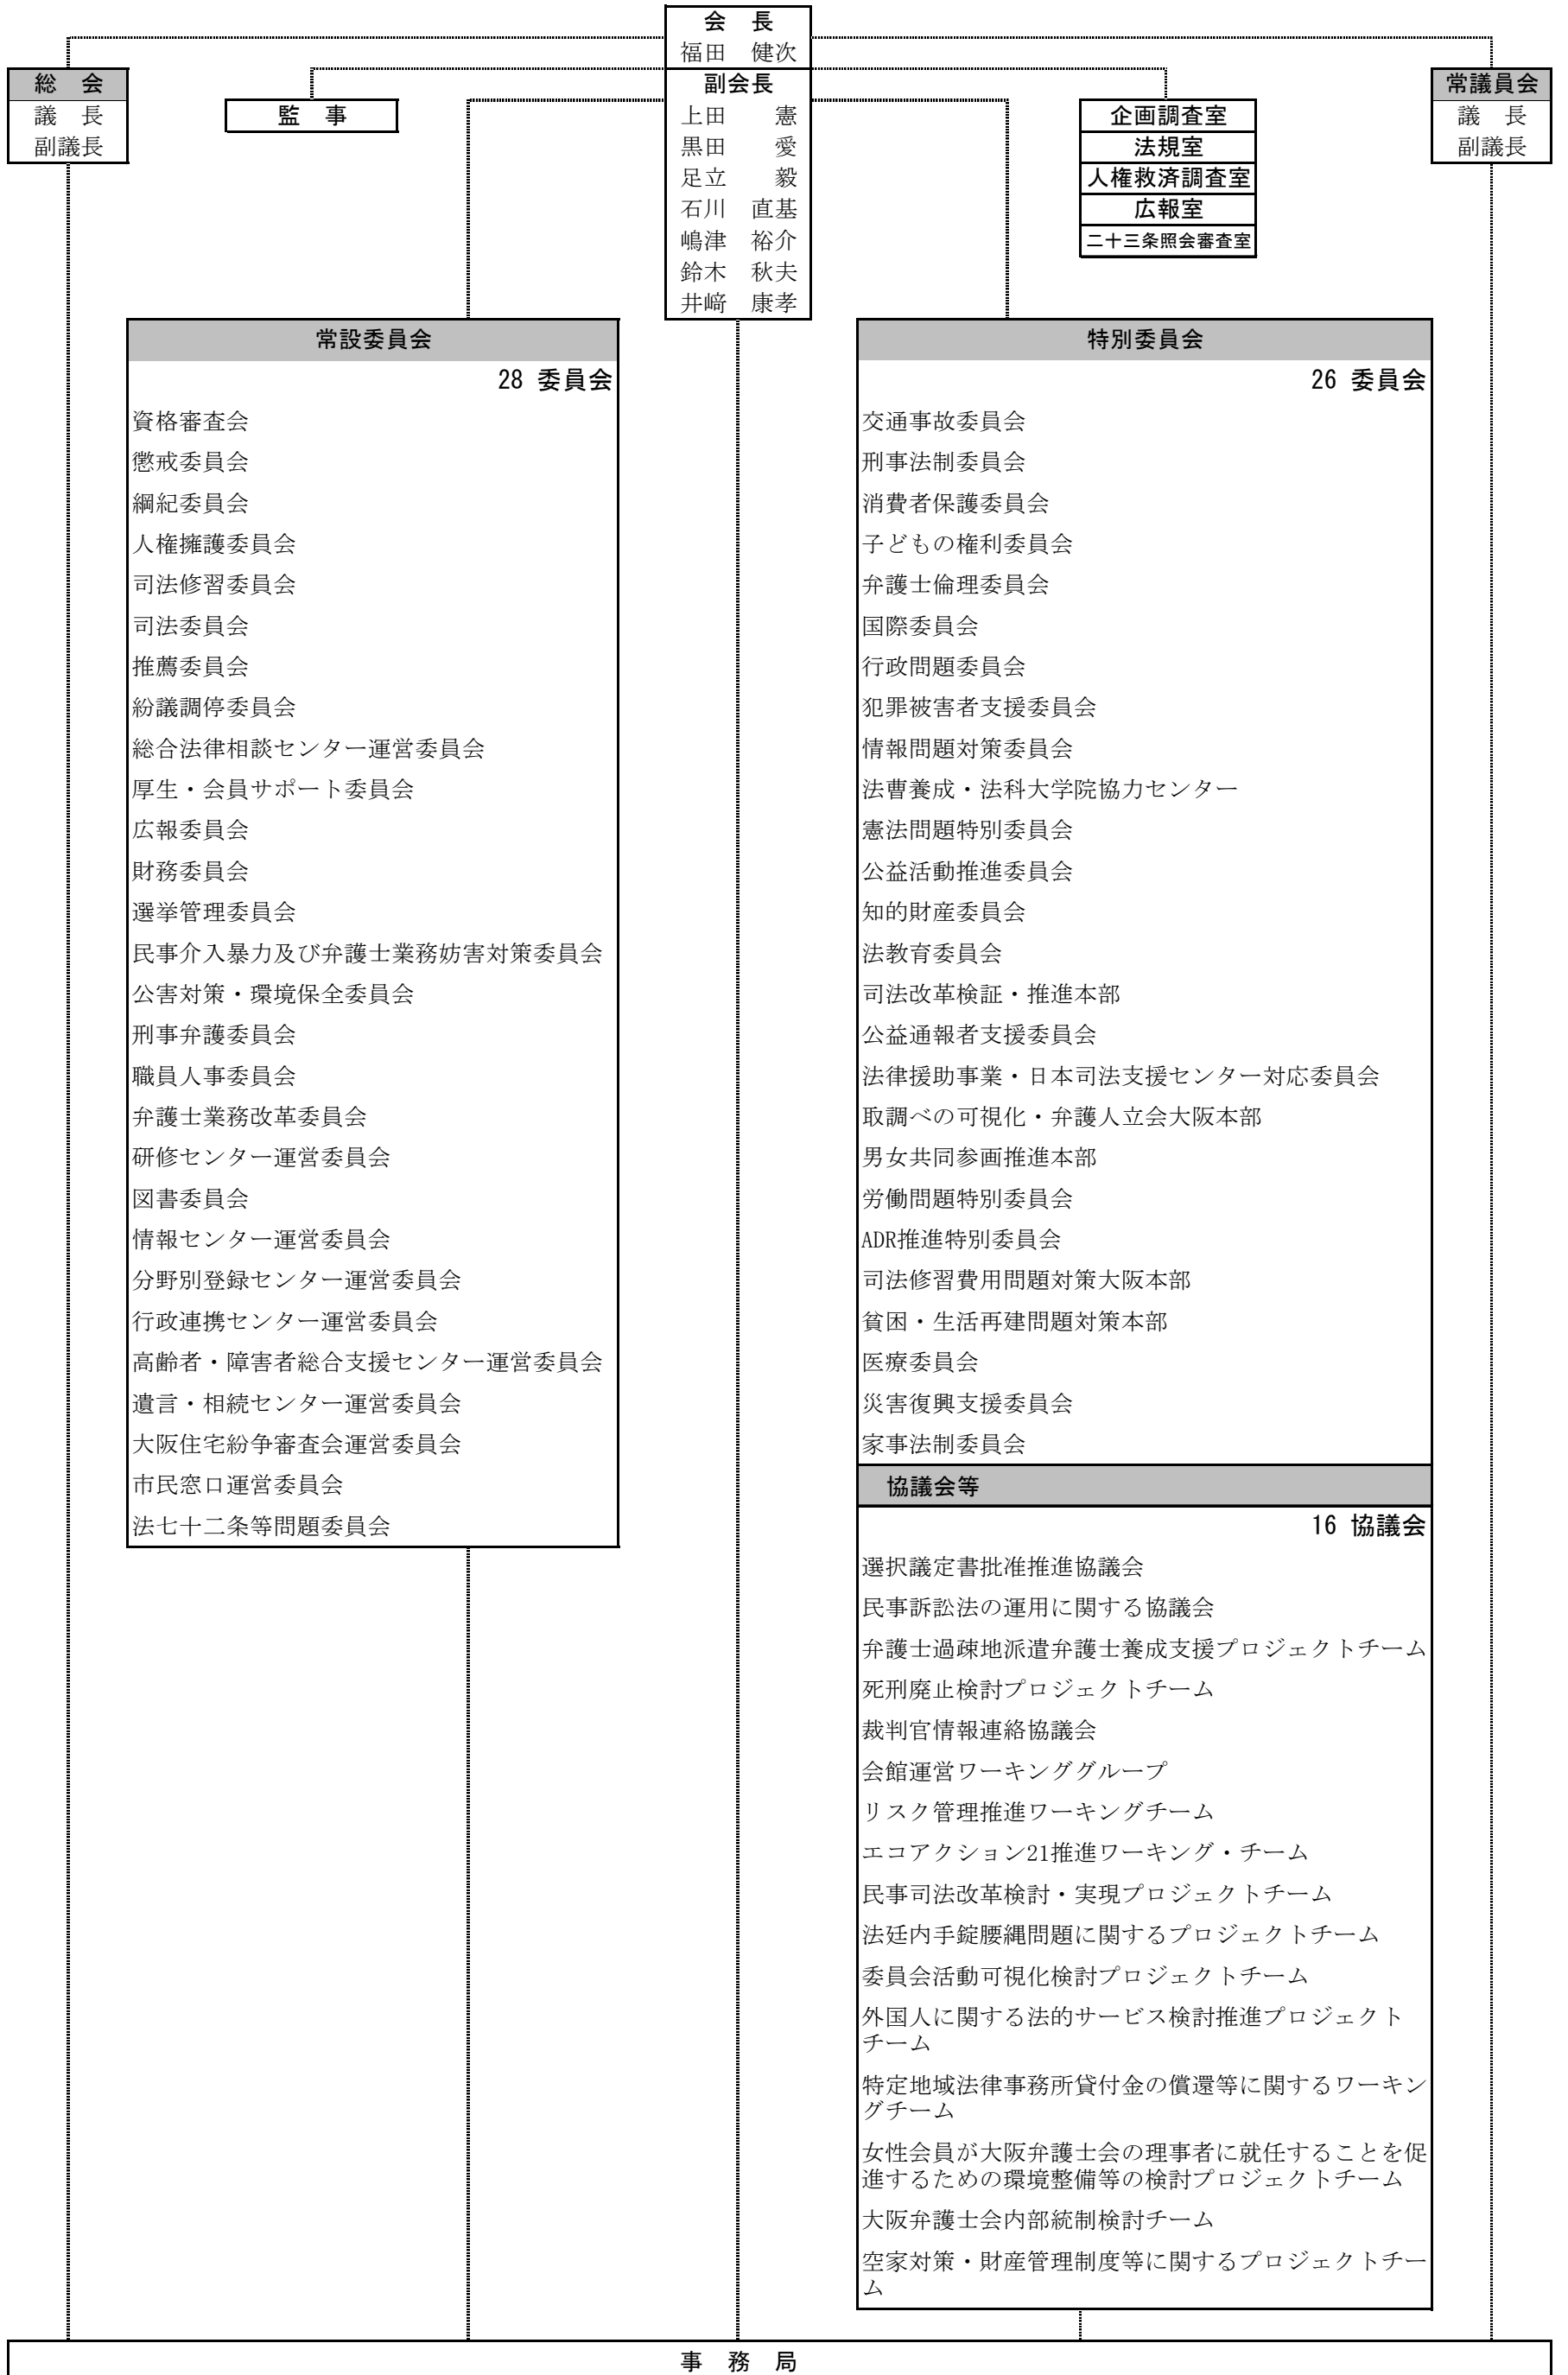 会　長
福田　健次
副会長
上田　　憲
黒田　　愛
足立　　毅
石川　直基
嶋津　裕介
鈴木　秋夫
井﨑　康孝
総　会
議　長
副議長
監　事
企画調査室
法規室
人権救済調査室
広報室
二十三条照会審査室
常議員会
議　長
副議長
常設委員会
28 委員会
資格審査会
懲戒委員会
綱紀委員会
人権擁護委員会
司法修習委員会
司法委員会
推薦委員会
紛議調停委員会
総合法律相談センター運営委員会
厚生・会員サポート委員会
広報委員会
財務委員会
選挙管理委員会
民事介入暴力及び弁護士業務妨害対策委員会
公害対策・環境保全委員会
刑事弁護委員会
職員人事委員会
弁護士業務改革委員会
研修センター運営委員会
図書委員会
情報センター運営委員会
分野別登録センター運営委員会
行政連携センター運営委員会
高齢者・障害者総合支援センター運営委員会
遺言・相続センター運営委員会
大阪住宅紛争審査会運営委員会
市民窓口運営委員会
法七十二条等問題委員会
特別委員会
26 委員会
交通事故委員会
刑事法制委員会
消費者保護委員会
子どもの権利委員会
弁護士倫理委員会
国際委員会
行政問題委員会
犯罪被害者支援委員会
情報問題対策委員会
法曹養成・法科大学院協力センター
憲法問題特別委員会
公益活動推進委員会
知的財産委員会
法教育委員会
司法改革検証・推進本部
公益通報者支援委員会
法律援助事業・日本司法支援センター対応委員会
取調べの可視化・弁護人立会大阪本部
男女共同参画推進本部
労働問題特別委員会
ADR推進特別委員会
司法修習費用問題対策大阪本部
貧困・生活再建問題対策本部
医療委員会
災害復興支援委員会
家事法制委員会
協議会等
16 協議会
選択議定書批准推進協議会
民事訴訟法の運用に関する協議会
弁護士過疎地派遣弁護士養成支援プロジェクトチーム
死刑廃止検討プロジェクトチーム
裁判官情報連絡協議会
会館運営ワーキンググループ
リスク管理推進ワーキングチーム
エコアクション21推進ワーキング・チーム
民事司法改革検討・実現プロジェクトチーム
法廷内手錠腰縄問題に関するプロジェクトチーム
委員会活動可視化検討プロジェクトチーム
外国人に関する法的サービス検討推進プロジェクト
チーム
特定地域法律事務所貸付金の償還等に関するワーキン
グチーム
女性会員が大阪弁護士会の理事者に就任することを促
進するための環境整備等の検討プロジェクトチーム
大阪弁護士会内部統制検討チーム
空家対策・財産管理制度等に関するプロジェクトチー
ム
事　務　局